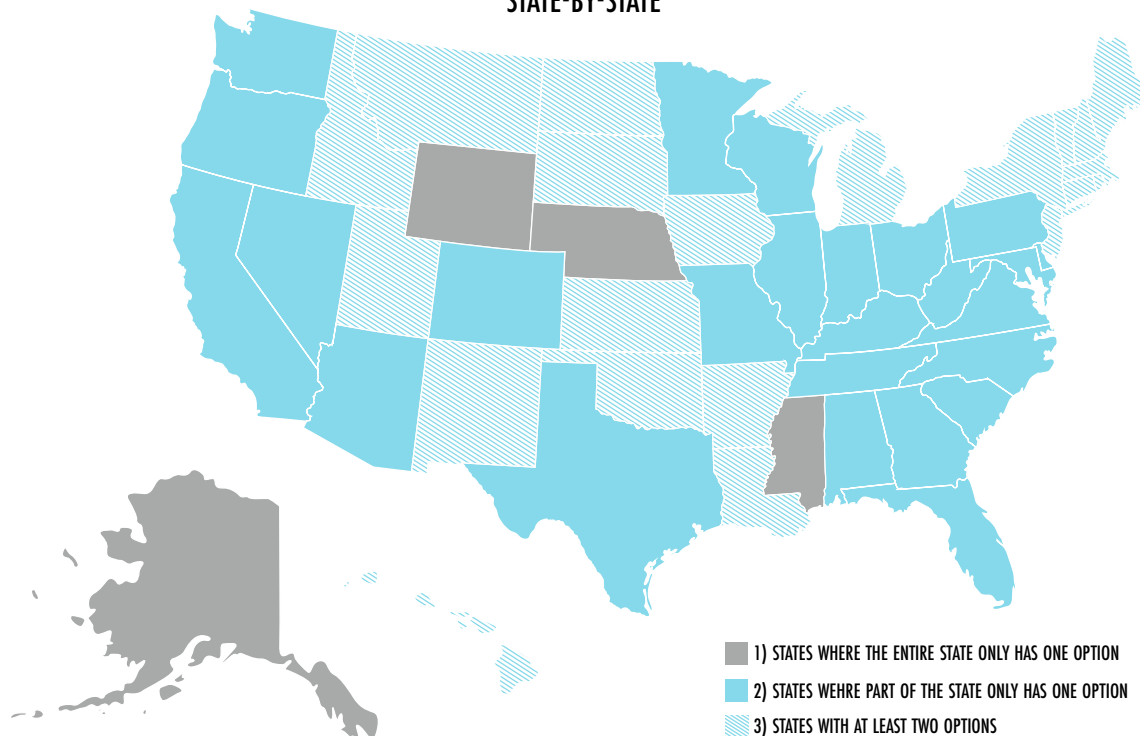 STATE-BY-STATE
1) STATES WHERE THE ENTIRE STATE ONLY HAS ONE OPTION
2) STATES WEHRE PART OF THE STATE ONLY HAS ONE OPTION
3) STATES WITH AT LEAST TWO OPTIONS